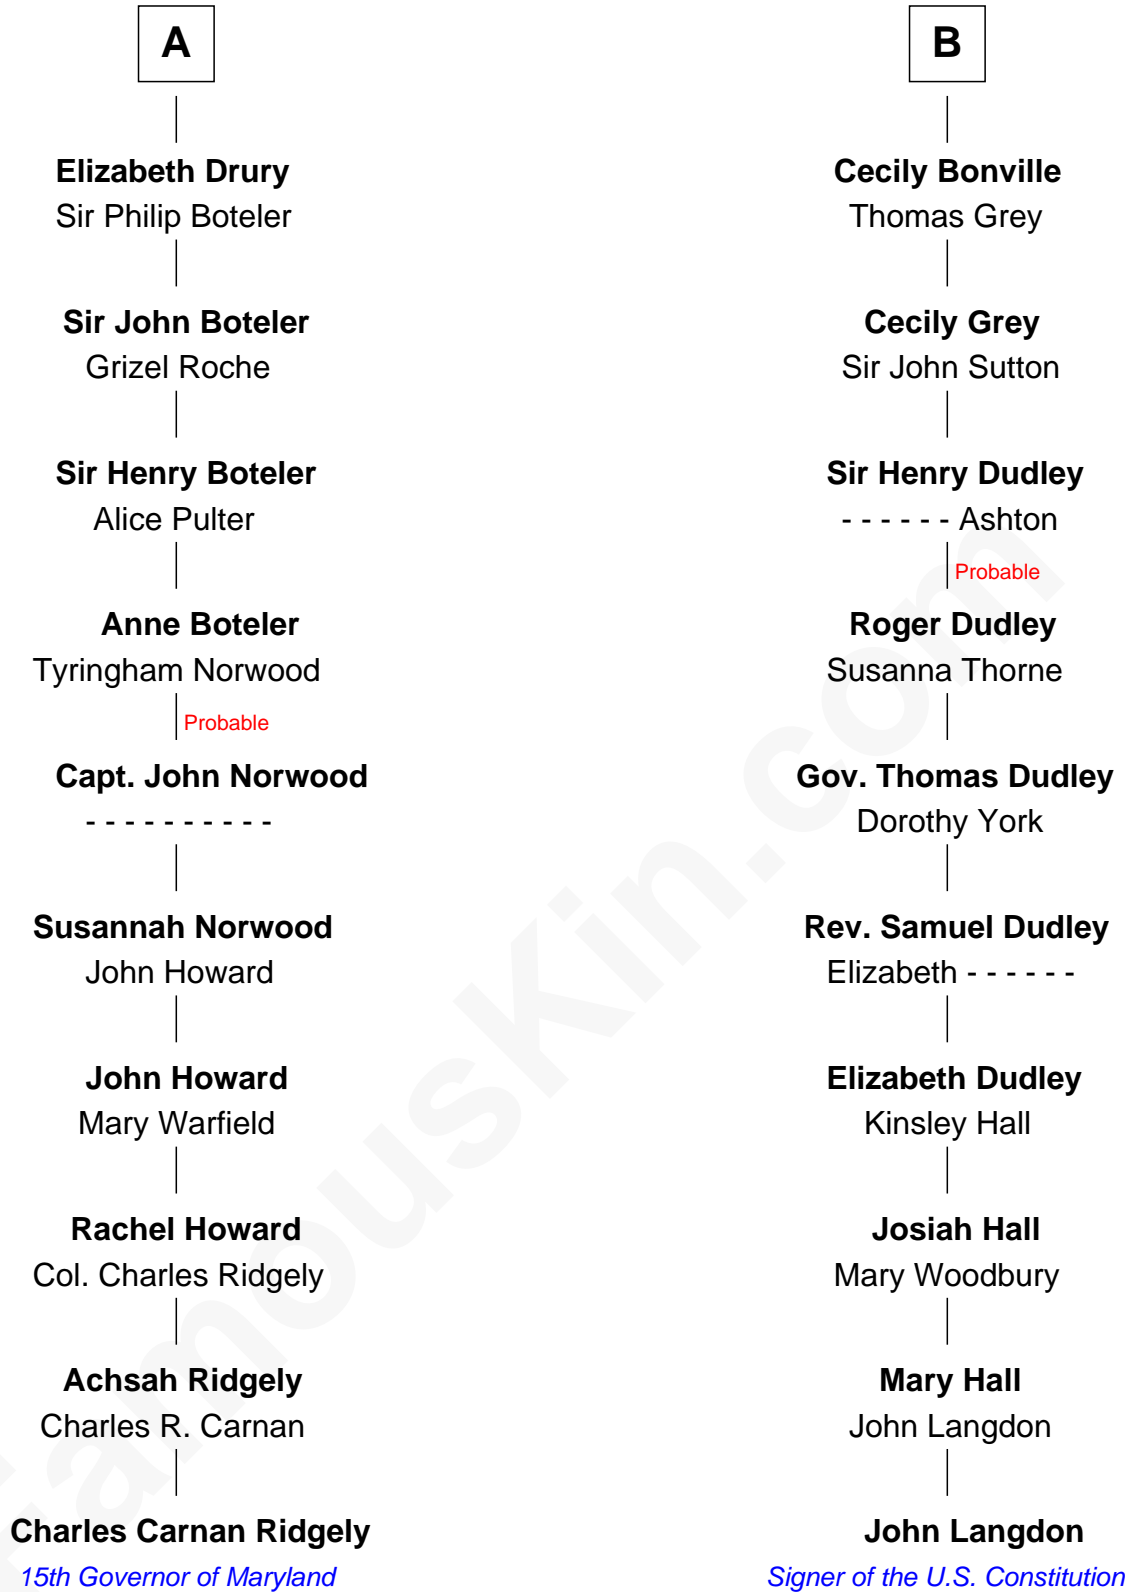 A
Elizabeth Drury
Sir Philip Boteler
Sir John Boteler
Grizel Roche
Sir Henry Boteler
Alice Pulter
Anne Boteler
Tyringham Norwood
Probable
Capt. John Norwood
- - - - - - - - - -
Susannah Norwood
John Howard
John Howard
Mary Warfield
Rachel Howard
Col. Charles Ridgely
Achsah Ridgely
Charles R. Carnan
Charles Carnan Ridgely
15th Governor of Maryland
B
Cecily Bonville
Thomas Grey
Cecily Grey
Sir John Sutton
Sir Henry Dudley
- - - - - - Ashton
Probable
Roger Dudley
Susanna Thorne
Gov. Thomas Dudley
Dorothy York
Rev. Samuel Dudley
Elizabeth - - - - - -
Elizabeth Dudley
Kinsley Hall
Josiah Hall
Mary Woodbury
Mary Hall
John Langdon
John Langdon
Signer of the U.S. Constitution
FamousKin.com